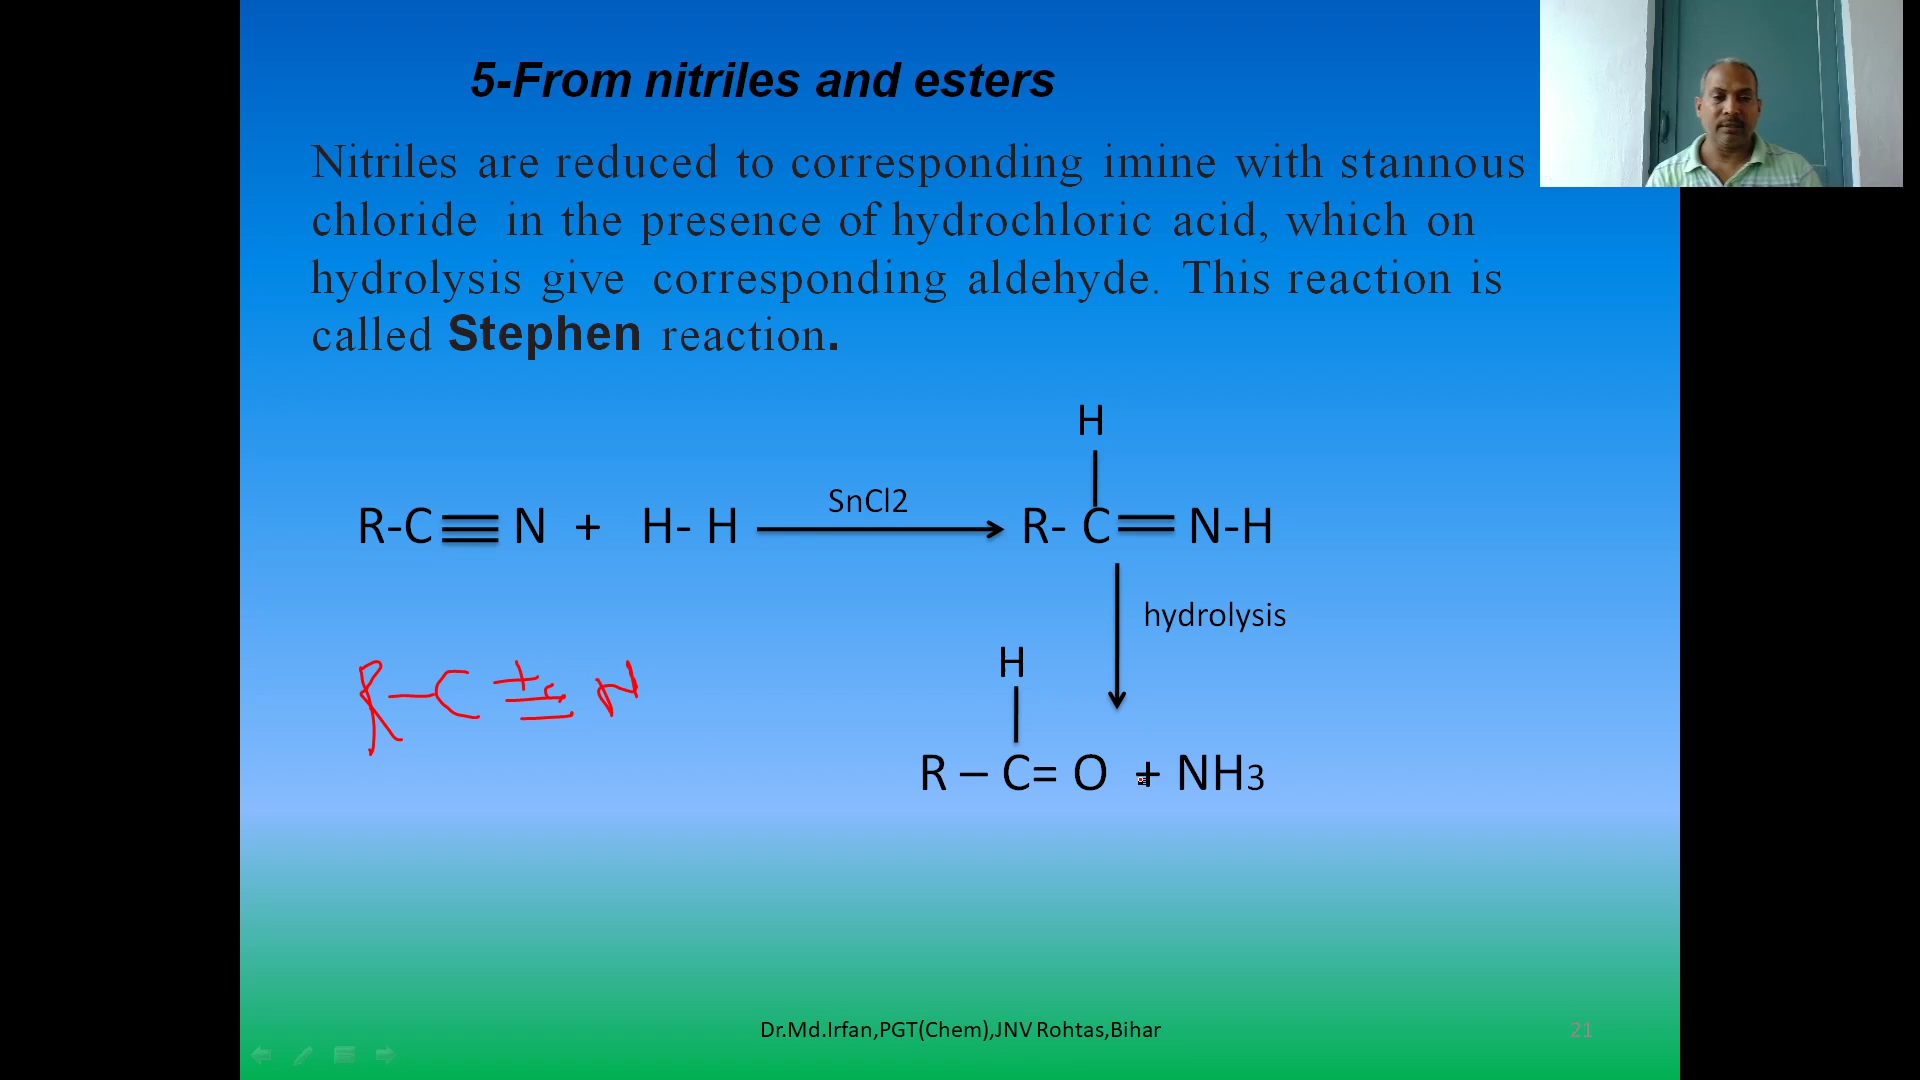 5-From nitriles and esters
Nitriles are reduced to corresponding imine with stannous
chloride in the presence of hydrochloric acid, which on
hydrolysis give corresponding aldehyde. This reaction is
called Stephen reaction.
H
SnCl2
R-C≡N + H- H R- C=N-H
hydrolysis
R-C≡N
H
R – C= O + NH3
Dr.Md.Irfan,PGT(Chem),JNV Rohtas,Bihar
21